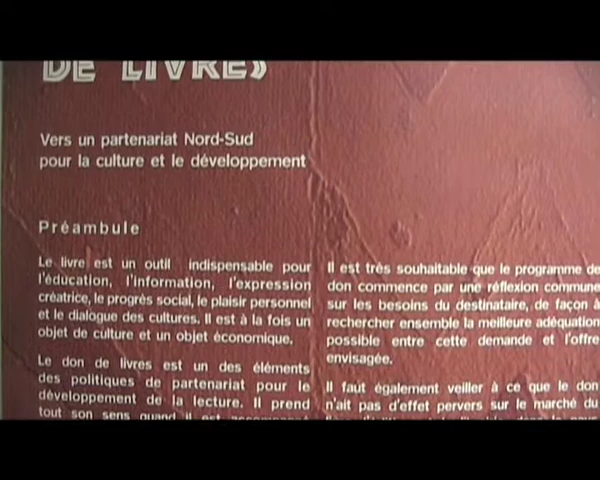 DE LIVRES
Vers un partenariat Nord-Sud
pour la culture et le développement
Préambule
Le livre est un outil indispensable pour
l'éducation, l'information, l'expression
créatrice, le progrès social, le plaisir personnel
et le dialogue des cultures. Il est à la fois un
objet de culture et un objet économique.
Le don de livres est un des éléments
des politiques de partenariat pour le
développement de la lecture. Il prend
tout son sens quand il est accompagné
Il est très souhaitable que le programme de
don commence par une réflexion commune
sur les besoins du destinataire, de façon à
rechercher ensemble la meilleure adéquation
possible entre cette demande et l'offre
envisagée.
Il faut également veiller à ce que le don
n'ait pas d'effet pervers sur le marché du